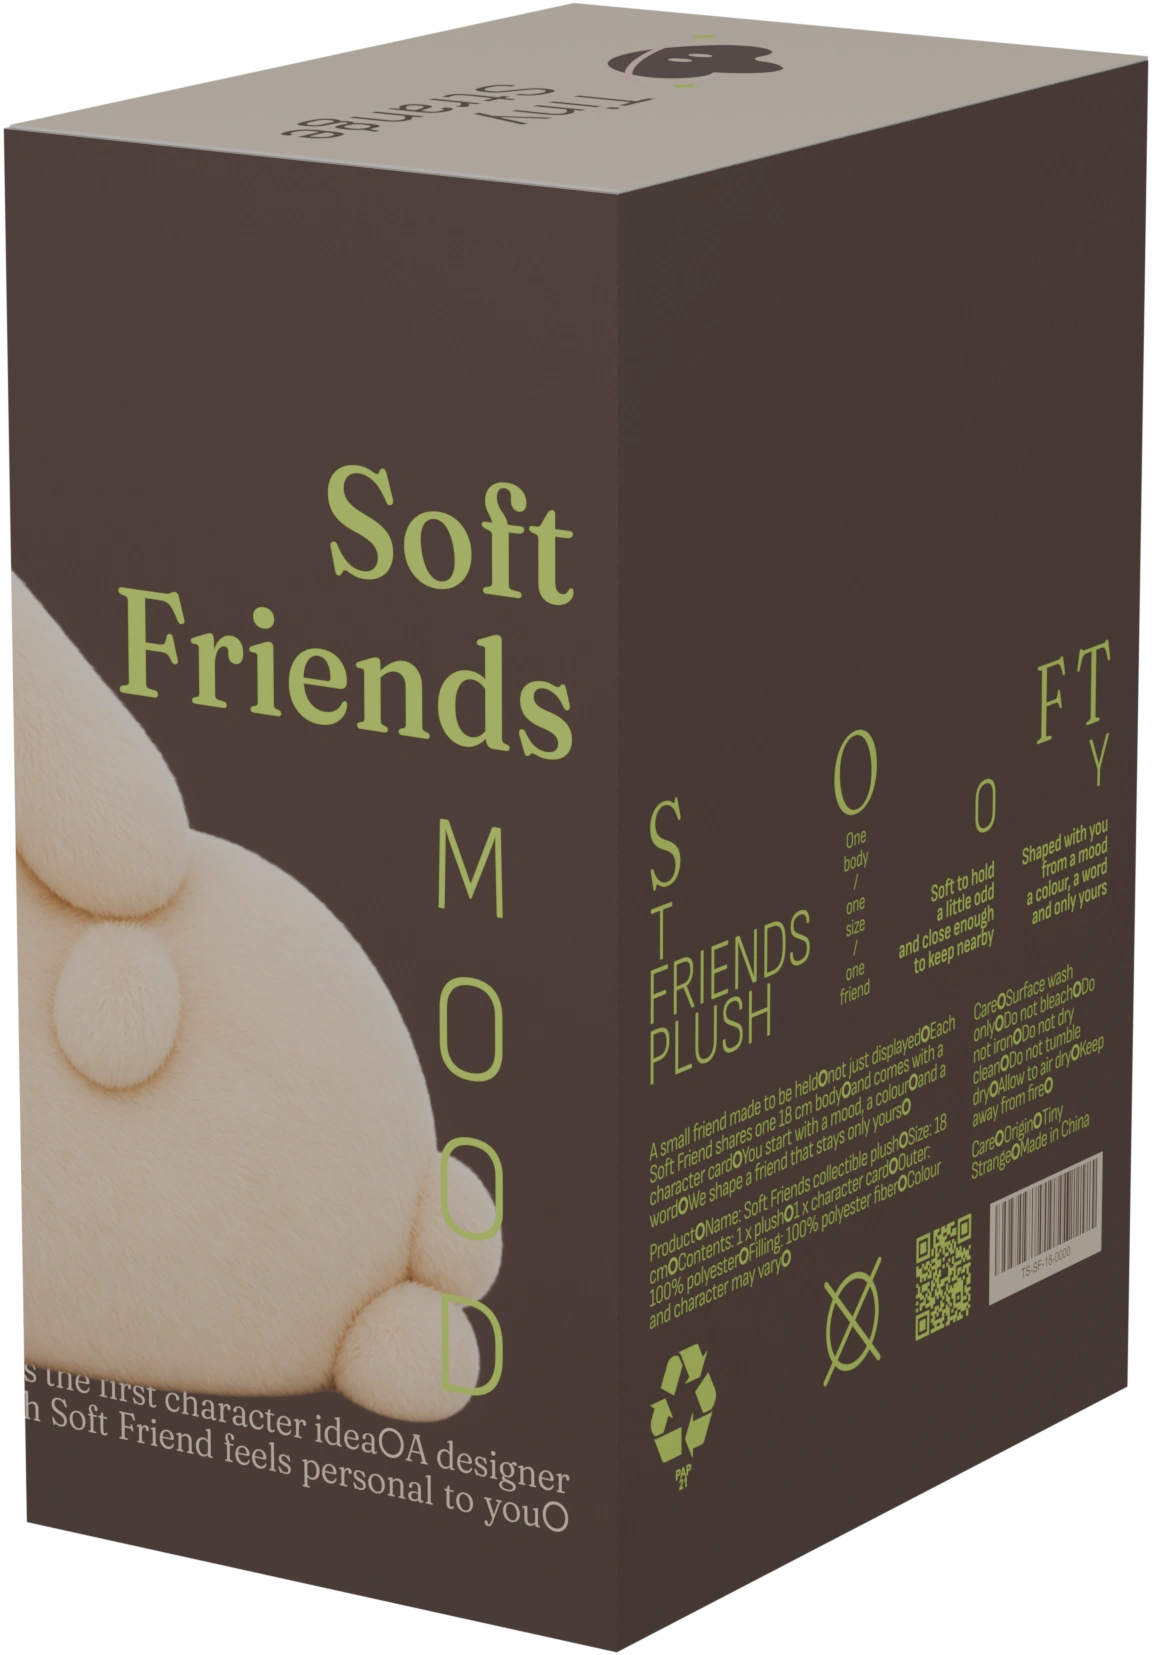 Tiny
Strange
Soft
Friends
M
O
O
D
s the first character ideaOA designer
h Soft Friend feels personal to youO
S
O
F T
T
O
Y
FRIENDS
PLUSH
One
body
/
one
size
/
one
friend
Soft to hold
a little odd
and close enough
to keep nearby
Shaped with you
from a mood
a colour, a word
and only yours
A small friend made to be heldOnot just displayedOEach
Soft Friend shares one 18 cm bodyOand comes with a
character cardOYou start with a mood, a colourOand a
wordOWe shape a friend that stays only yoursO
ProductOName: Soft Friends collectible plushOSize: 18
cmOContents: 1 x plushO1 x character cardOOuter:
100% polyesterOFilling: 100% polyester fiberOColour
and character may varyO
CareOSurface wash
onlyODo not bleachODo
not ironODo not dry
cleanODo not tumble
dryOAllow to air dryOKeep
away from fireO
CareOOriginOTiny
StrangeOMade in China
TS-SF-18-0000
PAP
21